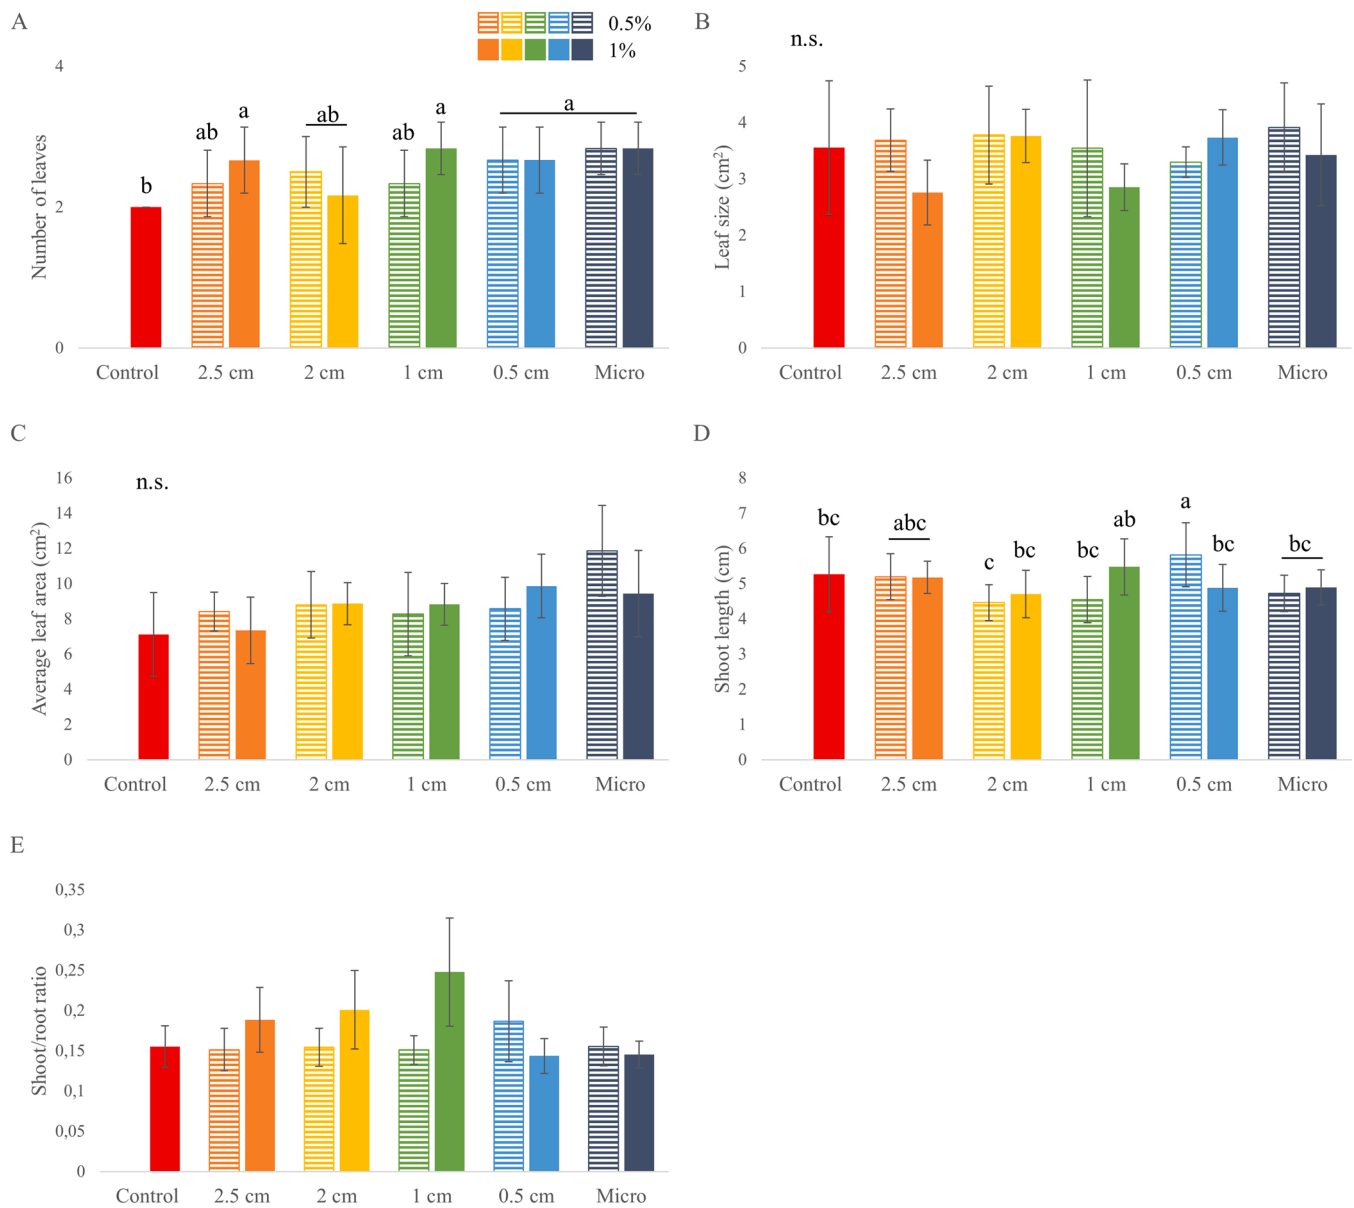 A
0.5%
1%
4
2
0
Number of leaves
b
ab
a
ab
ab
a
a
Control 2.5 cm 2 cm 1 cm 0.5 cm Micro
B
n.s.
5
4
3
2
1
0
Leaf size (cm²)
Control 2.5 cm 2 cm 1 cm 0.5 cm Micro
C
n.s.
16
14
12
10
8
6
4
2
0
Average leaf area (cm²)
Control 2.5 cm 2 cm 1 cm 0.5 cm Micro
D
8
7
6
5
4
3
2
1
0
Shoot length (cm)
bc
abc
c
bc
bc
ab
a
bc
bc
Control 2.5 cm 2 cm 1 cm 0.5 cm Micro
E
0,35
0,3
0,25
0,2
0,15
0,1
0,05
0
Shoot/root ratio
Control 2.5 cm 2 cm 1 cm 0.5 cm Micro